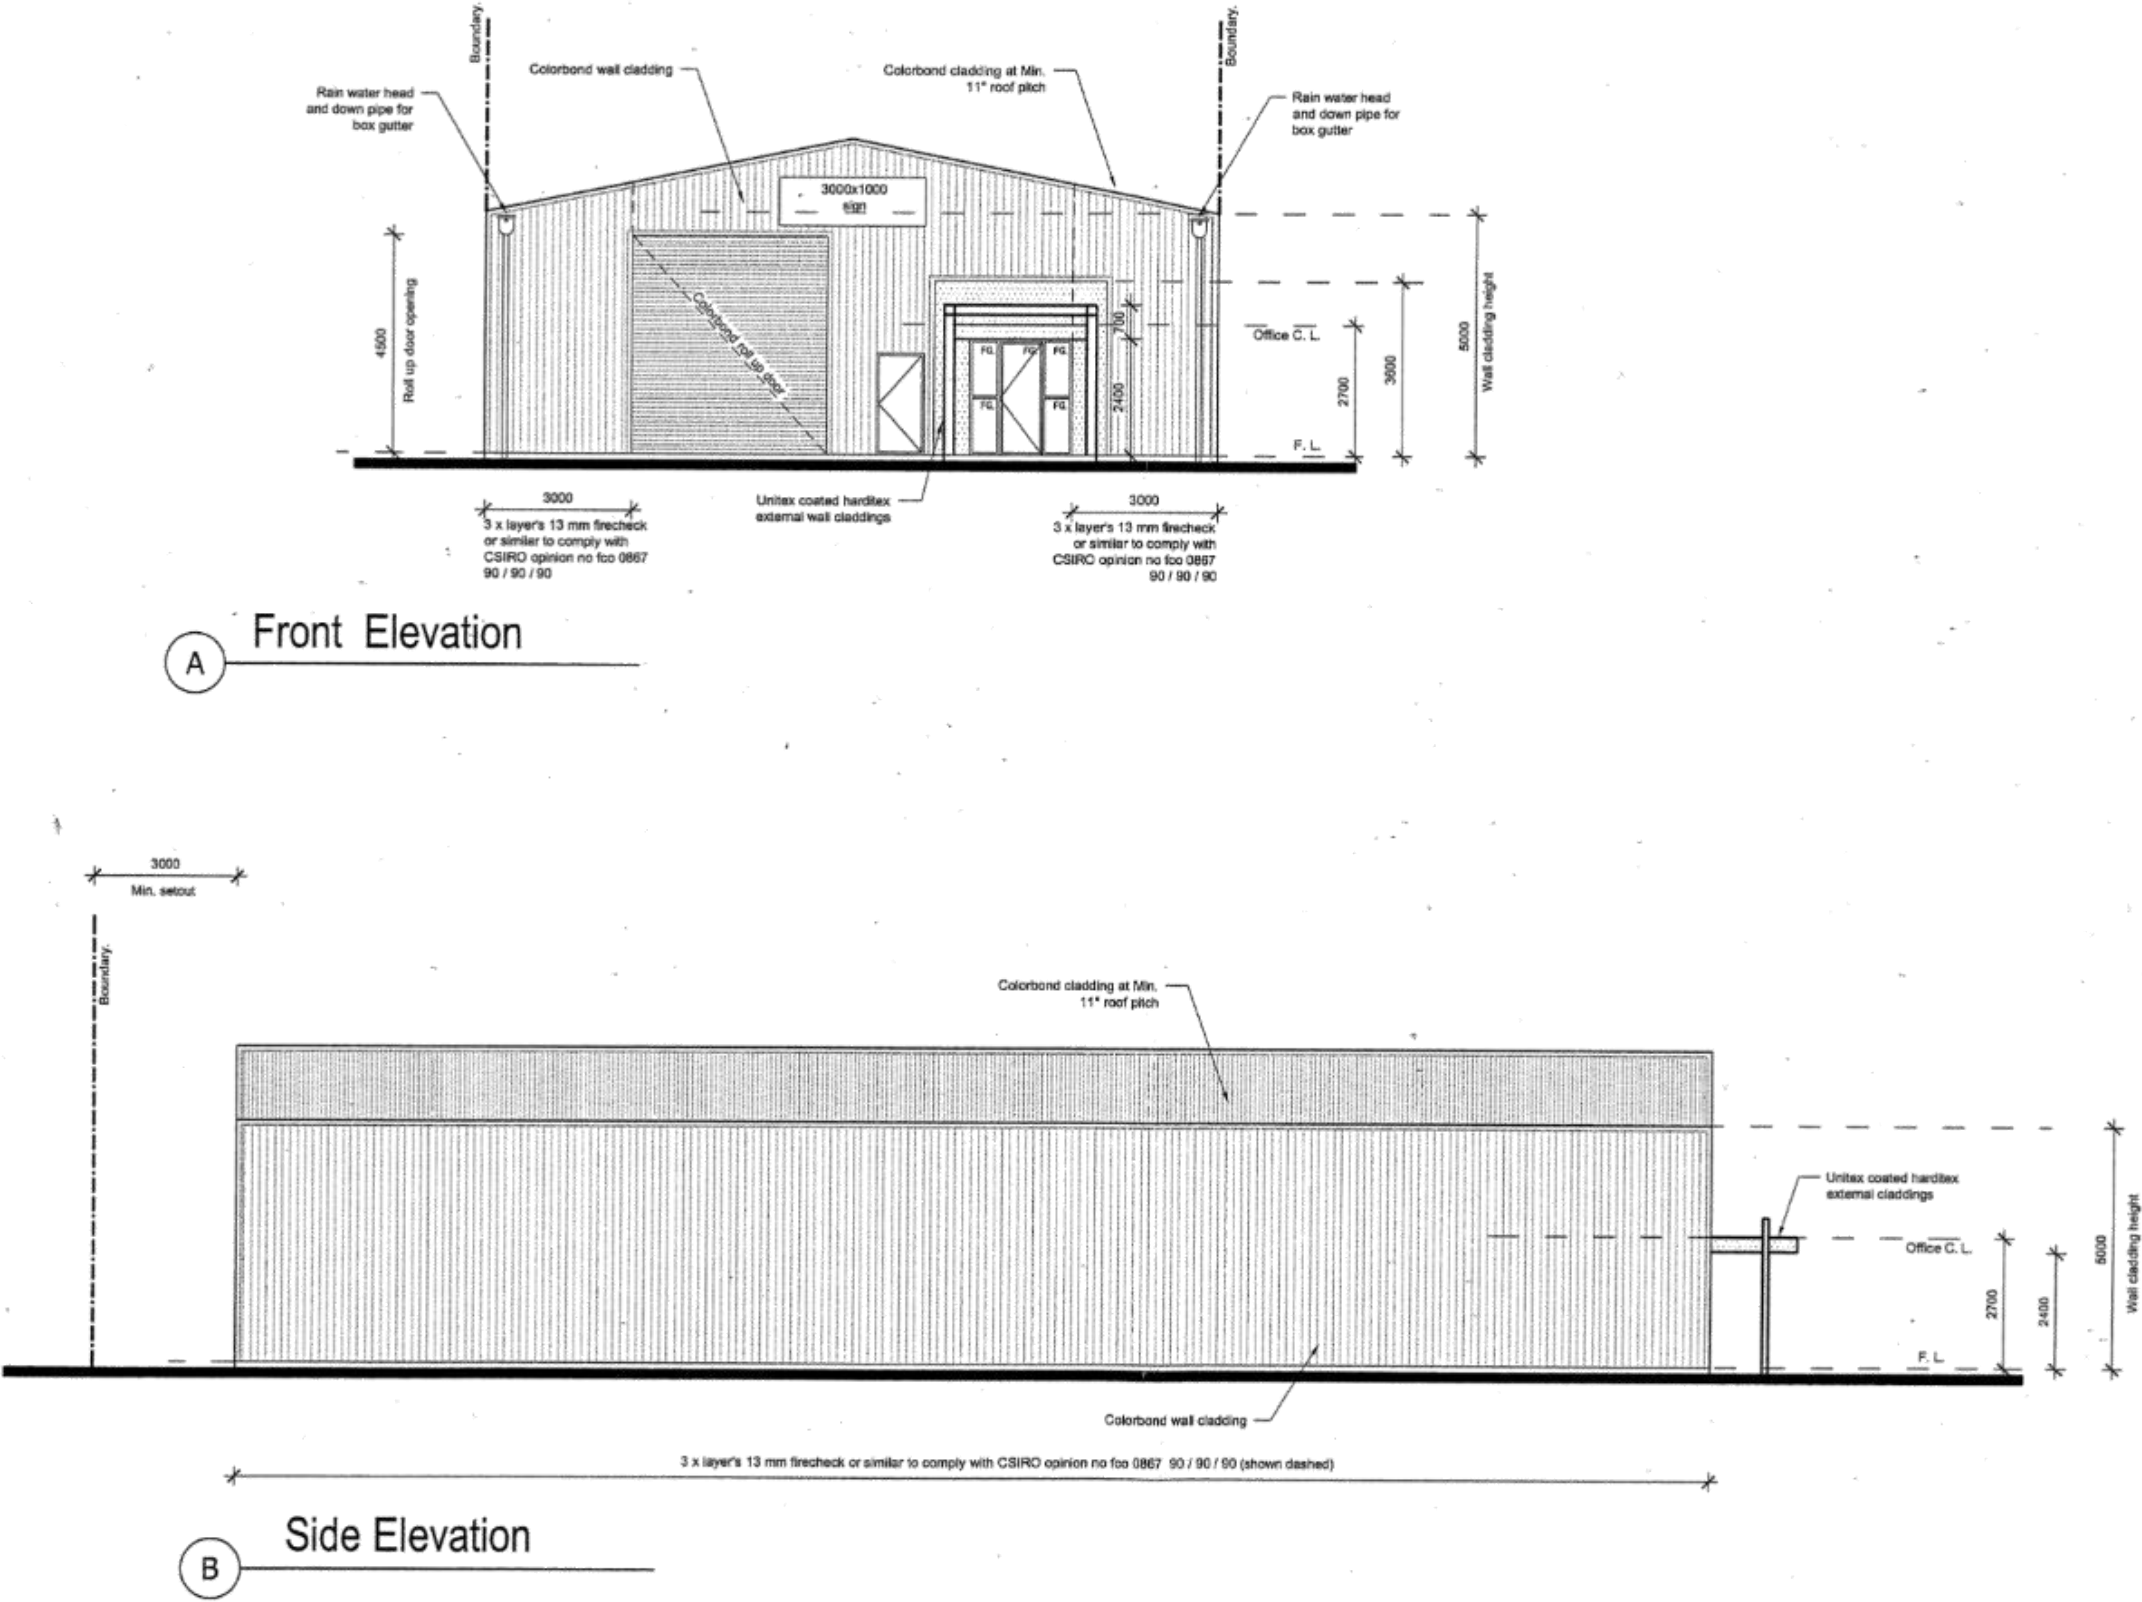 Boundary.
Boundary.
Colorbond wall cladding
Colorbond cladding at Min.
11° roof pitch
Rain water head
and down pipe for
box gutter
Rain water head
and down pipe for
box gutter
3000x1000
sign
Colorbond roll up door
4500
Roll up door opening
FG.
FG.
FG.
FG.
FG.
700
2400
Office C. L.
2700
3600
5000
Wall cladding height
F. L.
3000
3 x layer's 13 mm firecheck
or similar to comply with
CSIRO opinion no fco 0867
90 / 90 / 90
Unitex coated harditex
external wall claddings
3000
3 x layer's 13 mm firecheck
or similar to comply with
CSIRO opinion no fco 0867
90 / 90 / 90
A
Front Elevation
3000
Min. setout
Boundary.
Colorbond cladding at Min.
11° roof pitch
Unitex coated harditex
external claddings
Office C. L.
2700
2400
5000
Wall cladding height
F. L.
Colorbond wall cladding
3 x layer's 13 mm firecheck or similar to comply with CSIRO opinion no fco 0867 90 / 90 / 90 (shown dashed)
B
Side Elevation